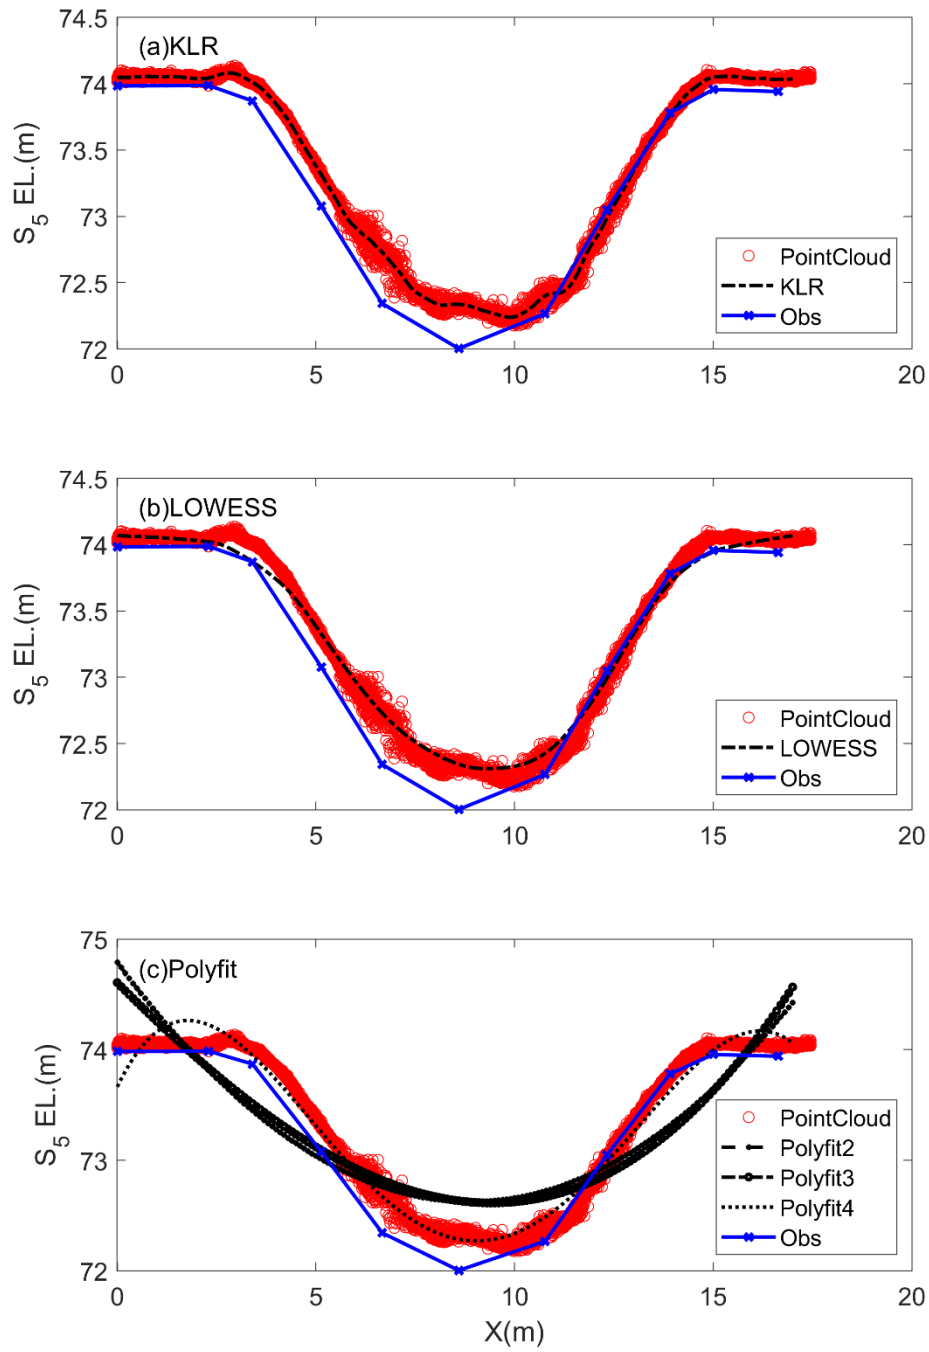 (a)KLR
74.5
74
73.5
73
72.5
72
S5 EL.(m)
PointCloud
KLR
Obs
0 5 10 15 20
(b)LOWESS
74.5
74
73.5
73
72.5
72
S5 EL.(m)
PointCloud
LOWESS
Obs
0 5 10 15 20
(c)Polyfit
75
74
73
72
S5 EL.(m)
PointCloud
Polyfit2
Polyfit3
Polyfit4
Obs
0 5 10 15 20
X(m)